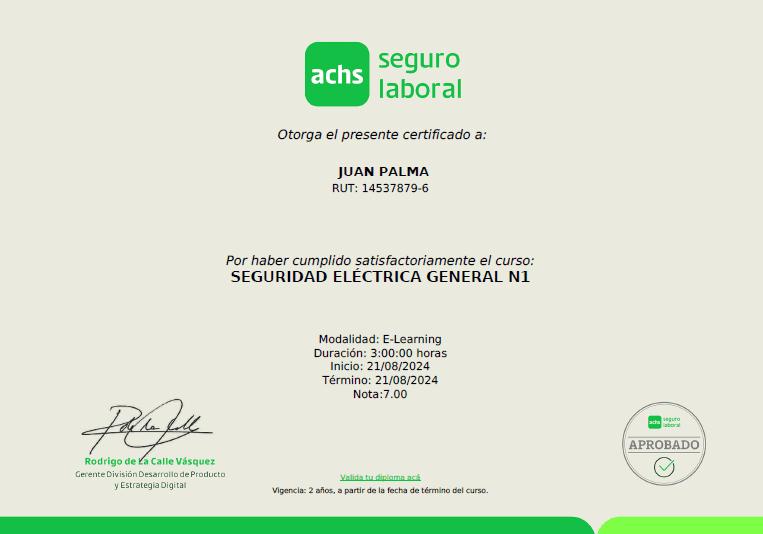 achs
seguro
laboral
Otorga el presente certificado a:
JUAN PALMA
RUT: 14537879-6
Por haber cumplido satisfactoriamente el curso:
SEGURIDAD ELÉCTRICA GENERAL N1
Modalidad: E-Learning
Duración: 3:00:00 horas
Inicio: 21/08/2024
Término: 21/08/2024
Nota:7.00
Rodrigo de La Calle Vásquez
Gerente División Desarrollo de Producto
y Estrategia Digital
Valida tu diploma acá
Vigencia: 2 años, a partir de la fecha de término del curso.
achs
seguro
laboral
APROBADO